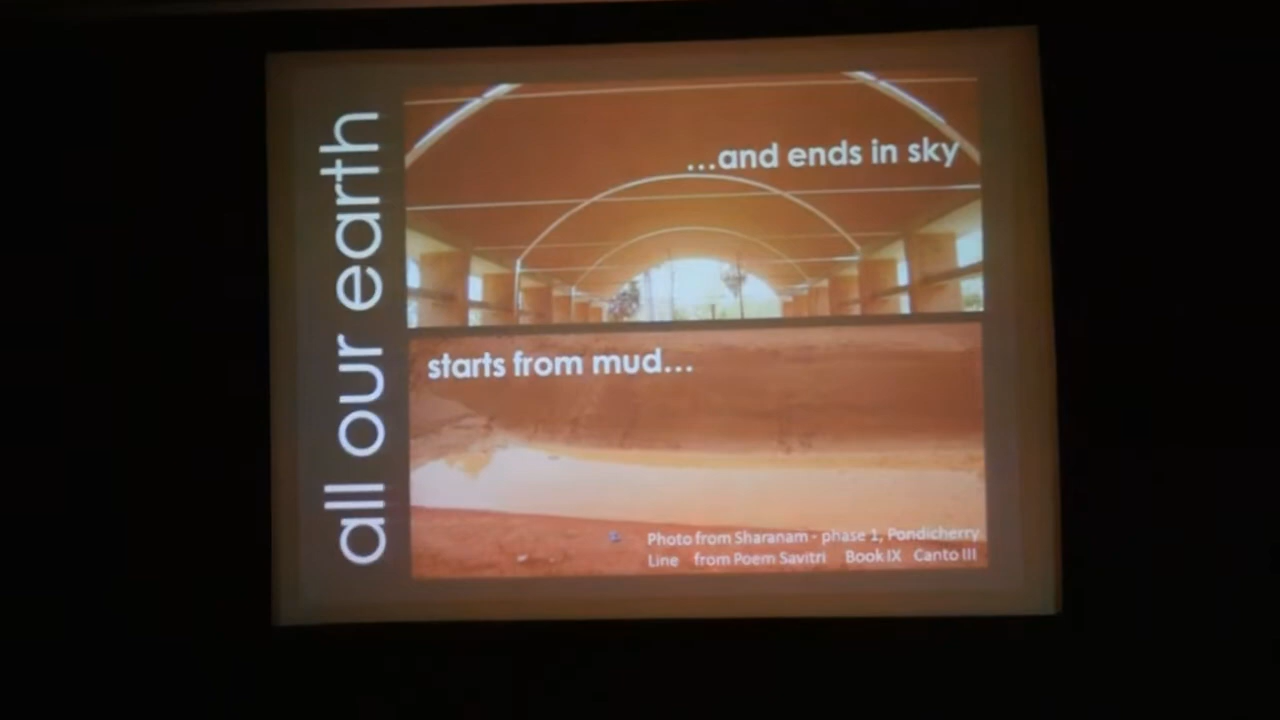 all our earth
...and ends in sky
starts from mud...
Photo from Sharanam - phase 1, Pondicherry
Line from Poem Savitri Book IX Canto III